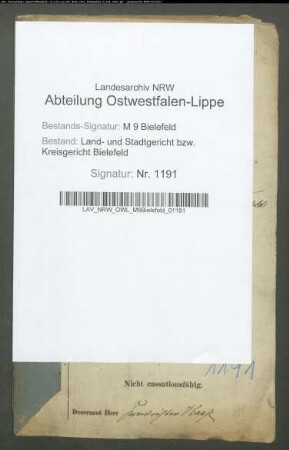 Landesarchiv NRW
Abteilung Ostwestfalen-Lippe
Bestands-Signatur: M 9 Bielefeld
Bestand: Land- und Stadtgericht bzw.
Kreisgericht Bielefeld
Signatur: Nr. 1191
LAV_NRW_OWL_M9Bielefeld_01191
1191
Nicht cassationsfähig.
Decernent Herr